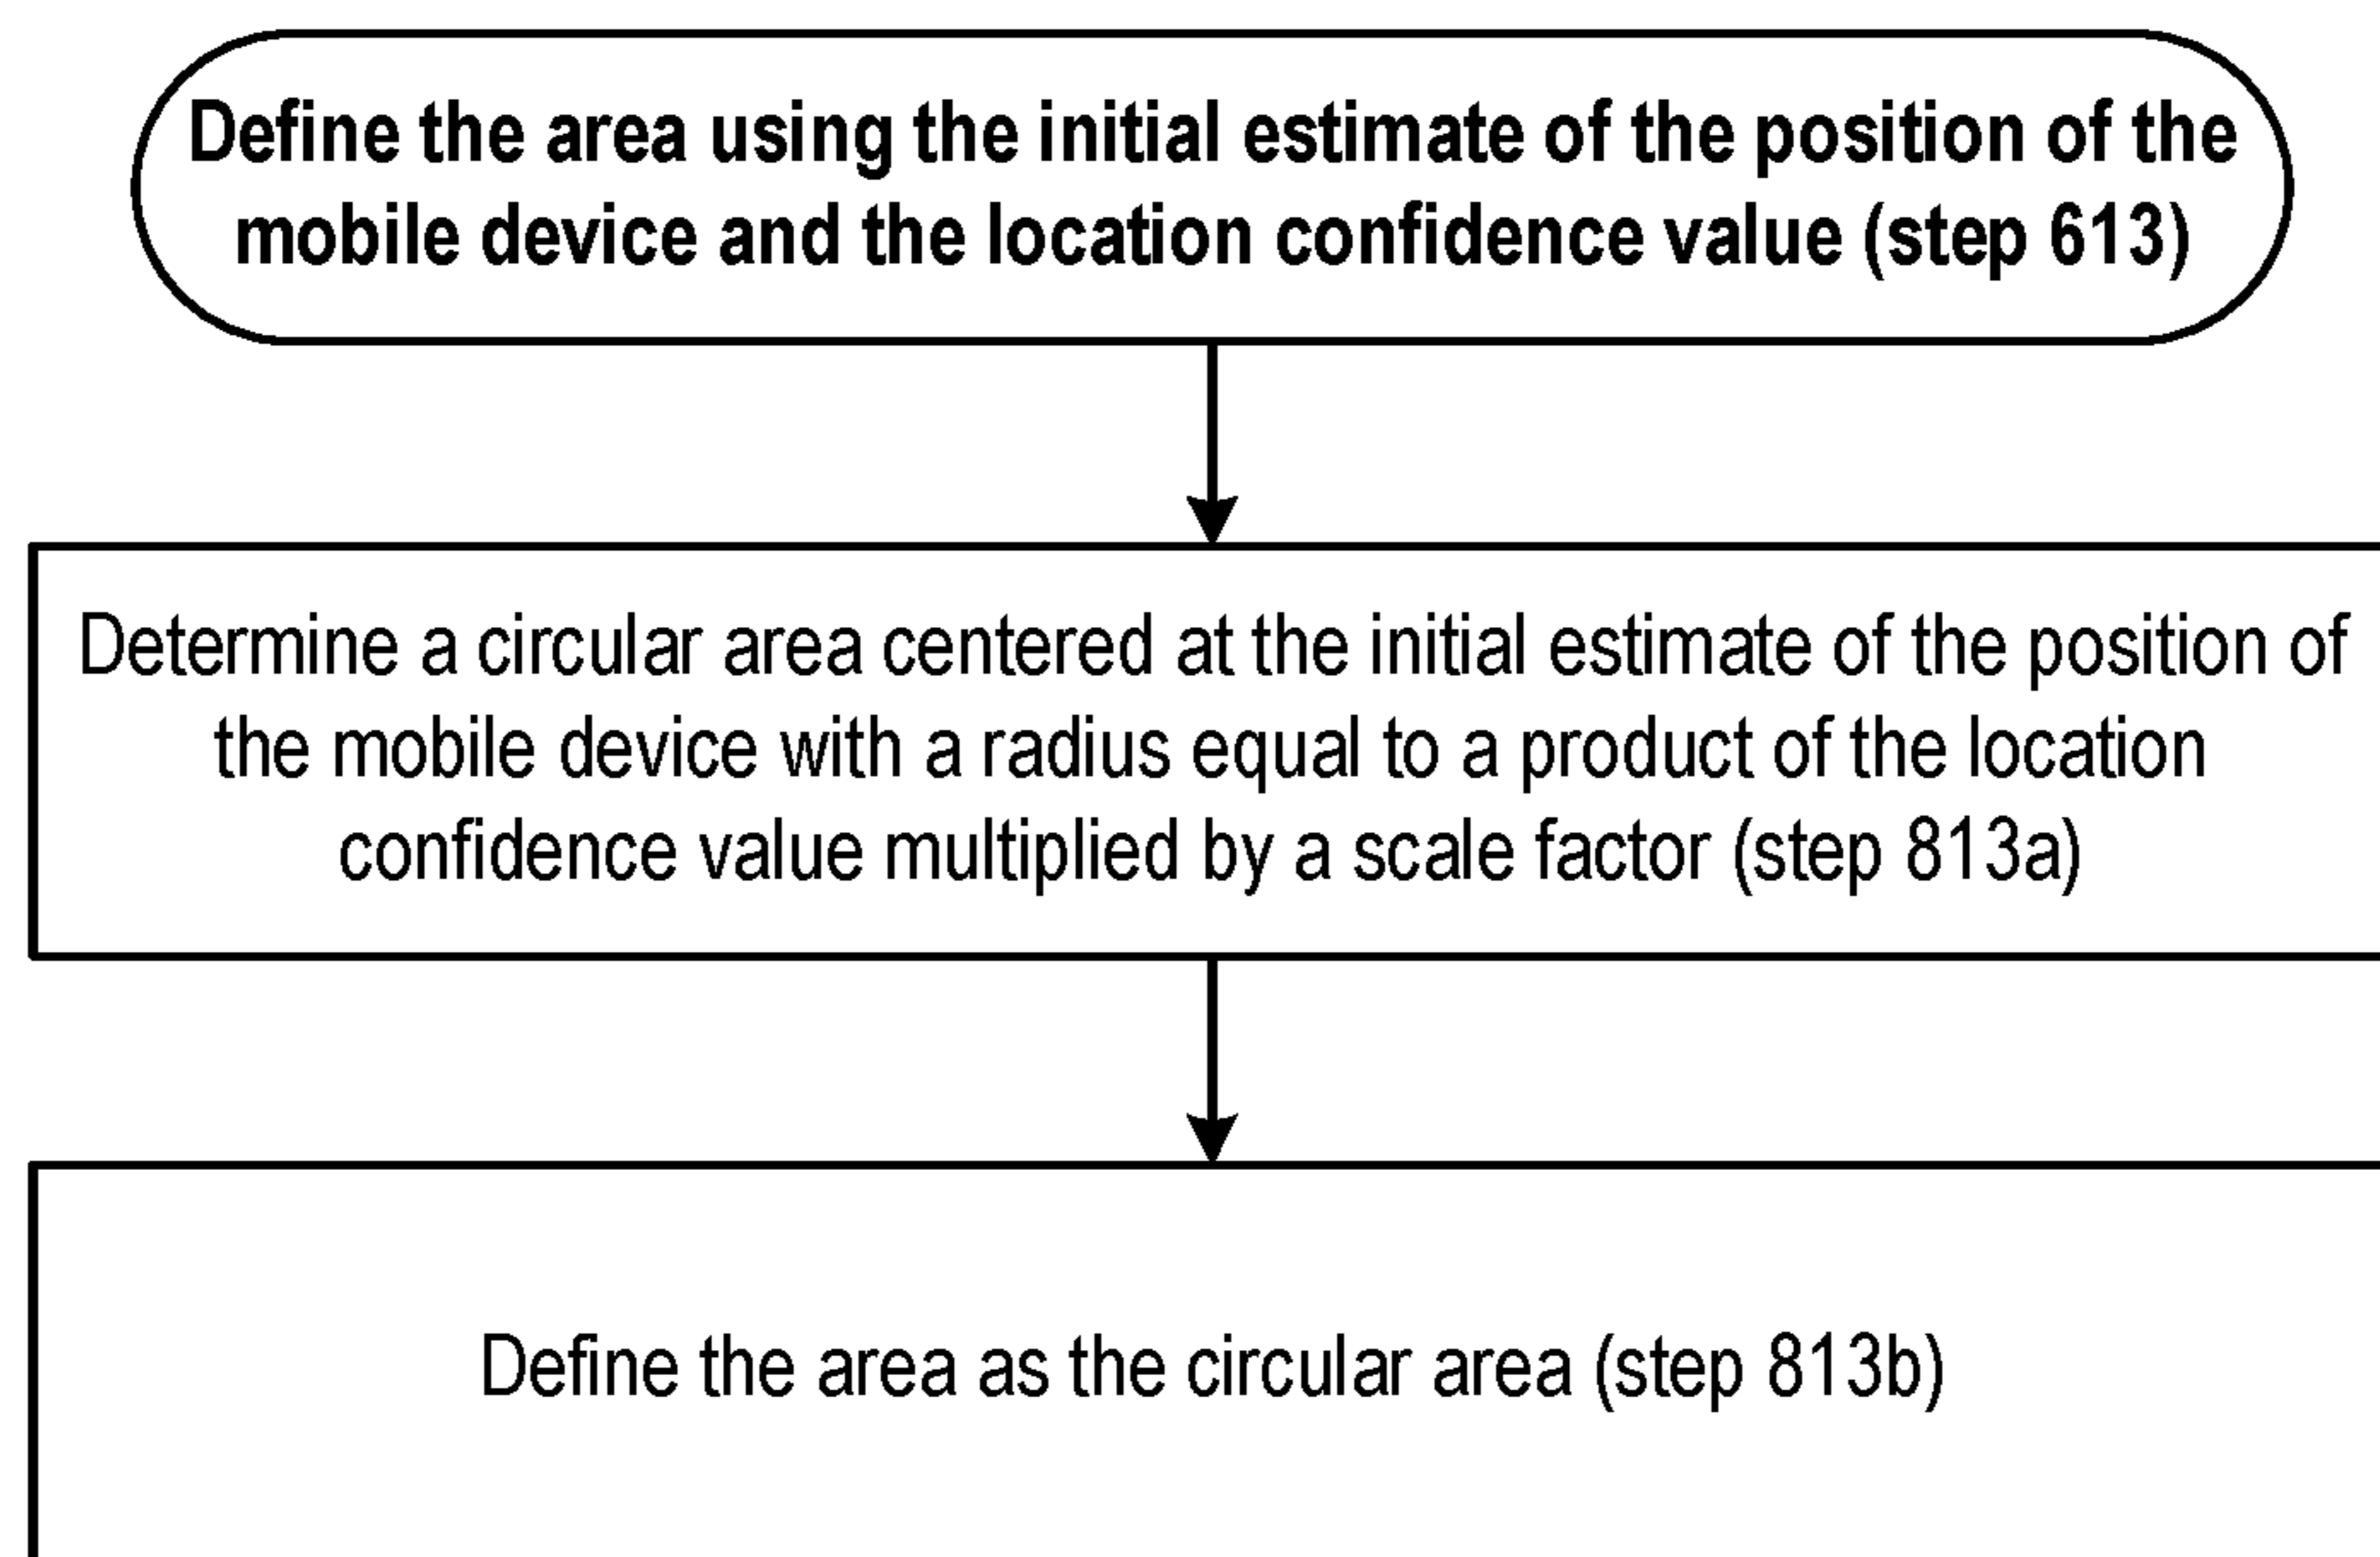 Define the area using the initial estimate of the position of the
mobile device and the location confidence value (step 613)
Determine a circular area centered at the initial estimate of the position of
the mobile device with a radius equal to a product of the location
confidence value multiplied by a scale factor (step 813a)
Define the area as the circular area (step 813b)